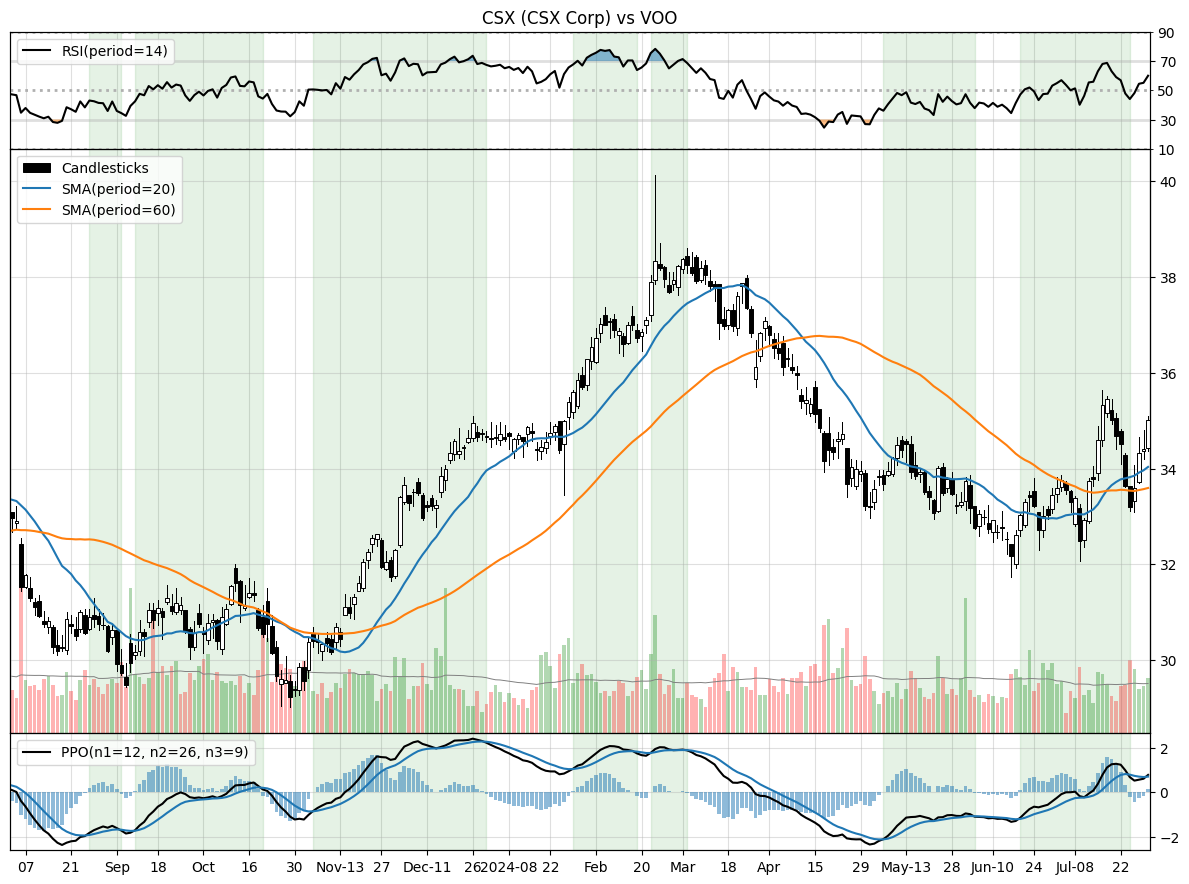 CSX (CSX Corp) vs VOO
RSI(period=14)
90
70
50
30
10
Candlesticks
SMA(period=20)
SMA(period=60)
40
38
36
34
32
30
PPO(n1=12, n2=26, n3=9)
2
0
−2
07 21 Sep 18 Oct 16 30 Nov-13 27 Dec-11 26 2024-08 22 Feb 20 Mar 18 Apr 15 29 May-13 28 Jun-10 24 Jul-08 22